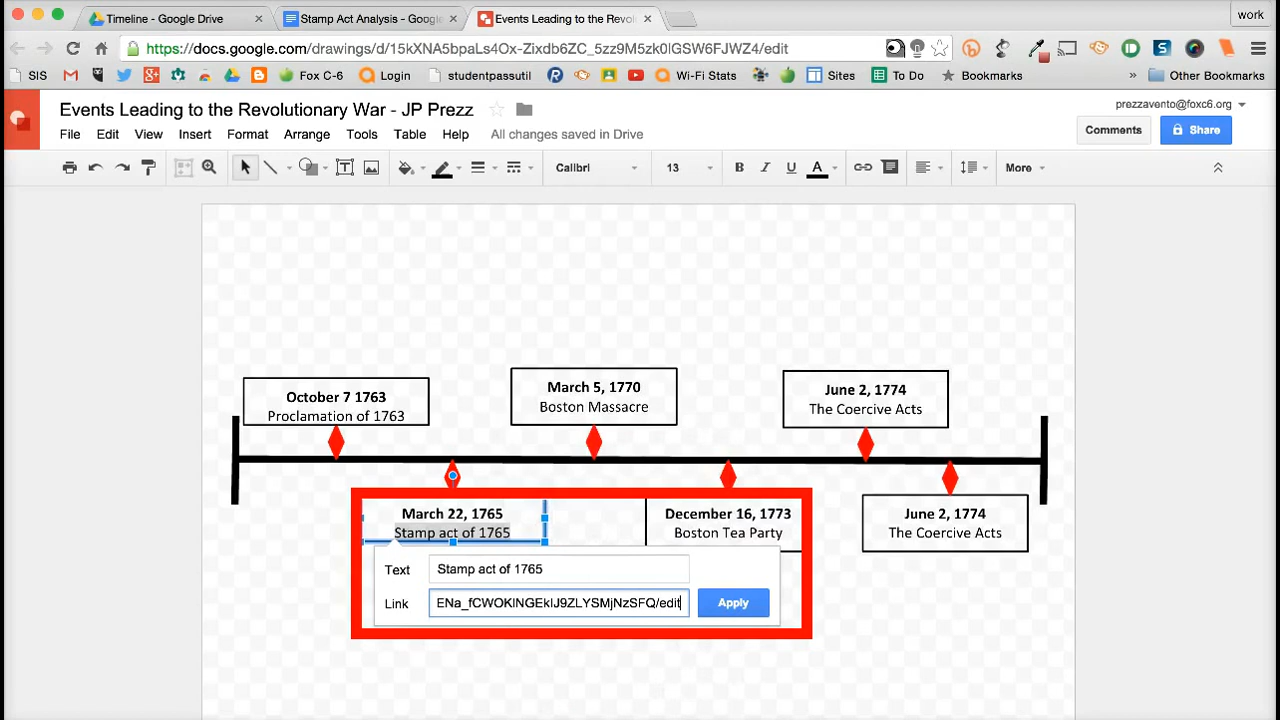 Timeline - Google Drive
Stamp Act Analysis - Google
Events Leading to the Revol
work
https://docs.google.com/drawings/d/15kXNA5bpaLs4Ox-Zixdb6ZC_5zz9M5zk0lGSW6FJWZ4/edit
SIS
Fox C-6
Login
studentpassutil
Wi-Fi Stats
Sites
To Do
Bookmarks
»
Other Bookmarks
Events Leading to the Revolutionary War - JP Prezz
prezzavento@foxc6.org
File Edit View Insert Format Arrange Tools Table Help All changes saved in Drive
Comments
Share
Calibri
13
B I U A
More
October 7 1763
Proclamation of 1763
March 5, 1770
Boston Massacre
June 2, 1774
The Coercive Acts
March 22, 1765
Stamp act of 1765
December 16, 1773
Boston Tea Party
June 2, 1774
The Coercive Acts
Text
Stamp act of 1765
Link
ENa_fCWOKlNGEklJ9ZLYSMjNzSFQ/edit
Apply